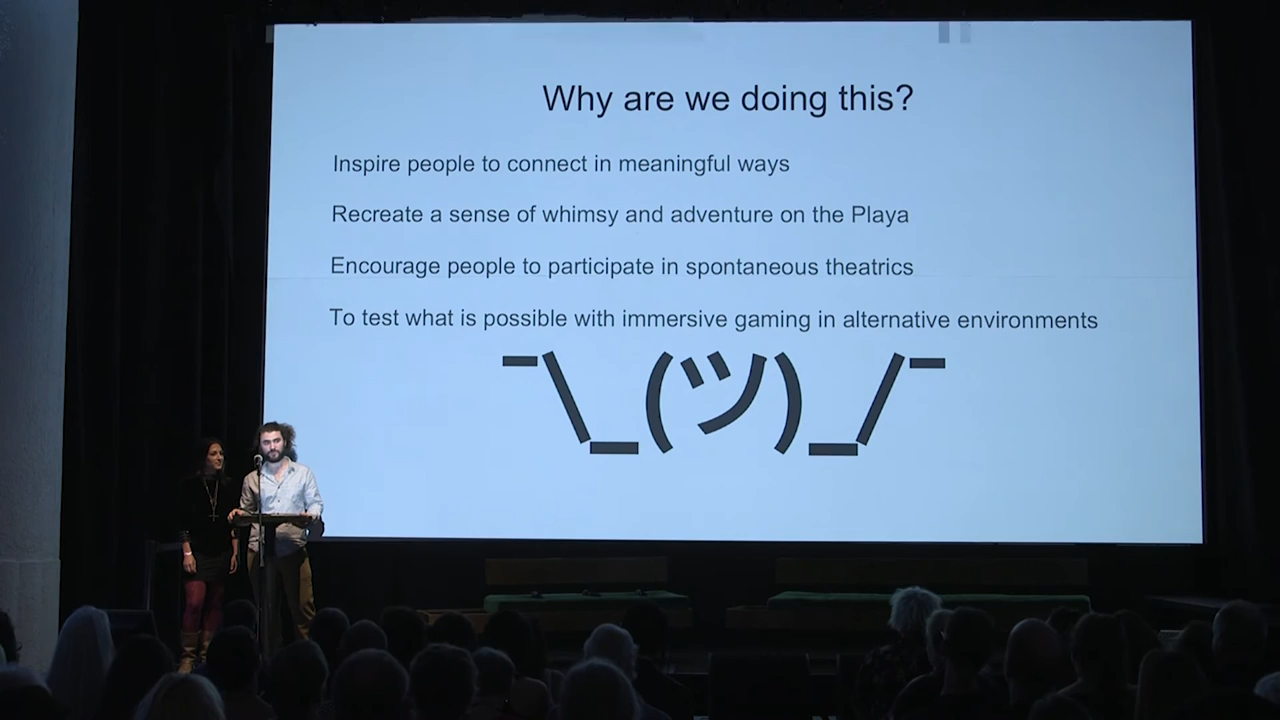 Why are we doing this?
Inspire people to connect in meaningful ways
Recreate a sense of whimsy and adventure on the Playa
Encourage people to participate in spontaneous theatrics
To test what is possible with immersive gaming in alternative environments
¯\_(ツ)_/¯